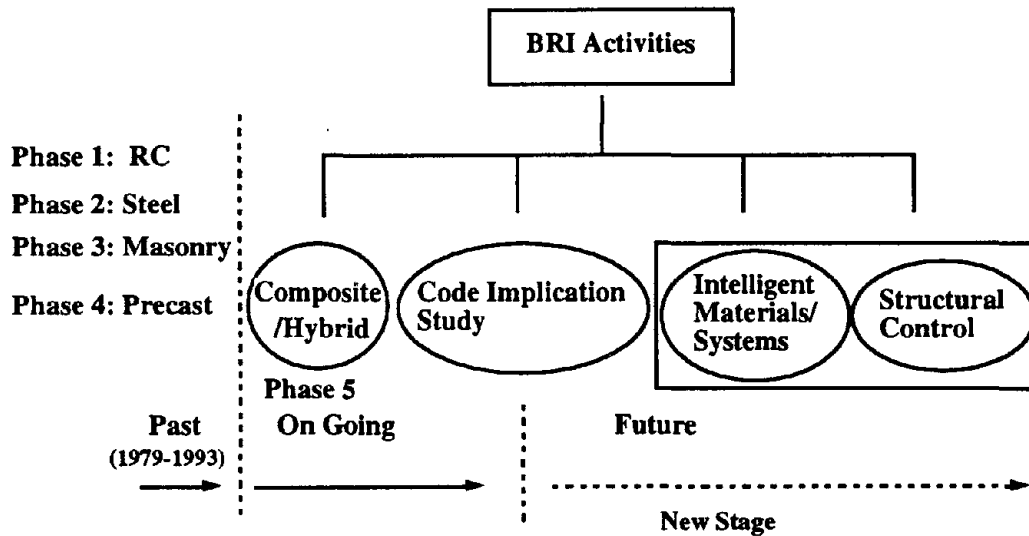 BRI Activities
Phase 1: RC
Phase 2: Steel
Phase 3: Masonry
Phase 4: Precast
Composite
/Hybrid
Code Implication
Study
Intelligent
Materials/
Systems
Structural
Control
Phase 5
On Going
Past
(1979-1993)
Future
New Stage